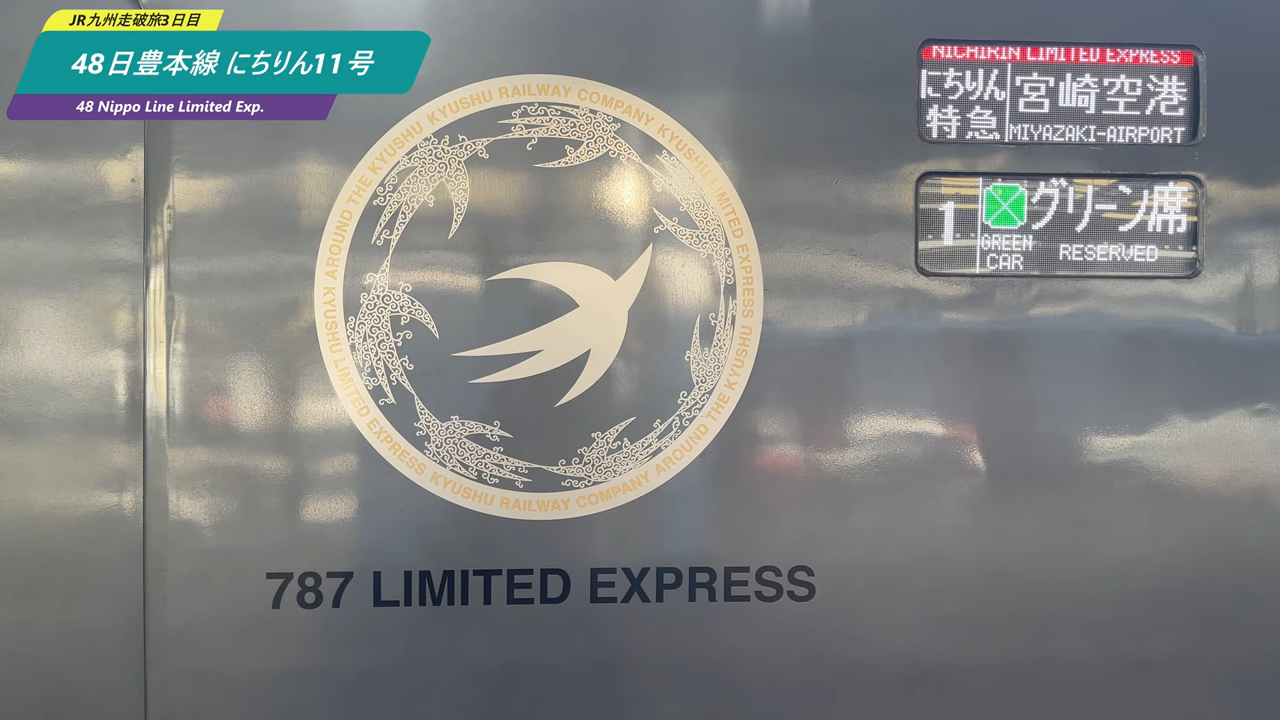 JR九州走破旅3日目
48日豊本線 にちりん11号
48 Nippo Line Limited Exp.
NICHIRIN LIMITED EXPRESS
にちりん
特急
宮崎空港
MIYAZAKI-AIRPORT
1
グリーン席
GREEN
CAR
RESERVED
KYUSHU RAILWAY COMPANY KYUSHU LIMITED EXPRESS KYUSHU AROUND THE KYUSHU RAILWAY COMPANY KYUSHU LIMITED EXPRESS KYUSHU AROUND THE
787 LIMITED EXPRESS